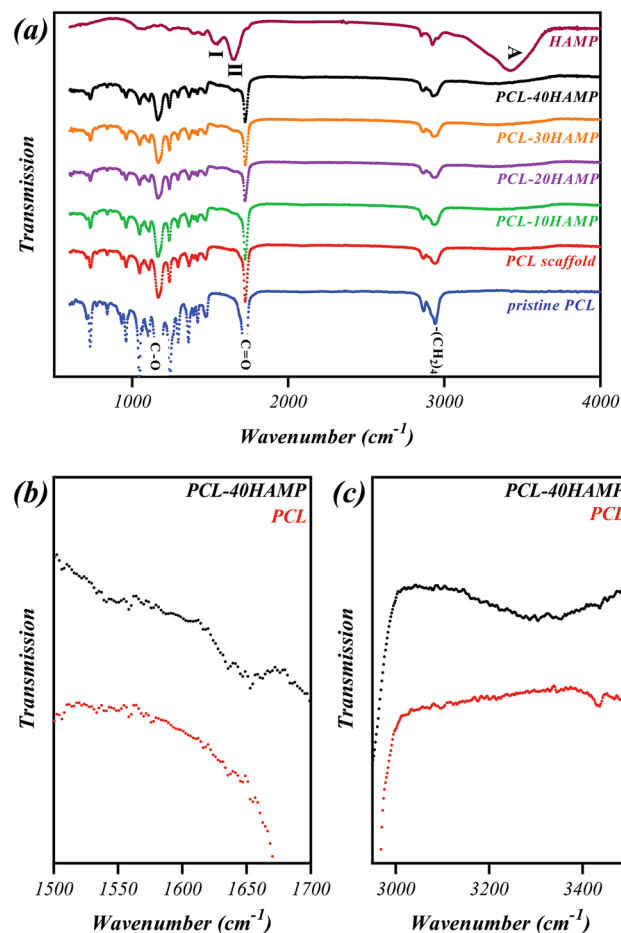 (a)
HAMP
I
II
A
PCL-40HAMP
PCL-30HAMP
PCL-20HAMP
PCL-10HAMP
PCL scaffold
pristine PCL
C-O
C=O
-(CH2)4
Transmission
1000 2000 3000 4000
Wavenumber (cm-1)
(b)
PCL-40HAMP
PCL
Transmission
1500 1550 1600 1650 1700
Wavenumber (cm-1)
(c)
PCL-40HAMP
PCL
Transmission
3000 3200 3400
Wavenumber (cm-1)